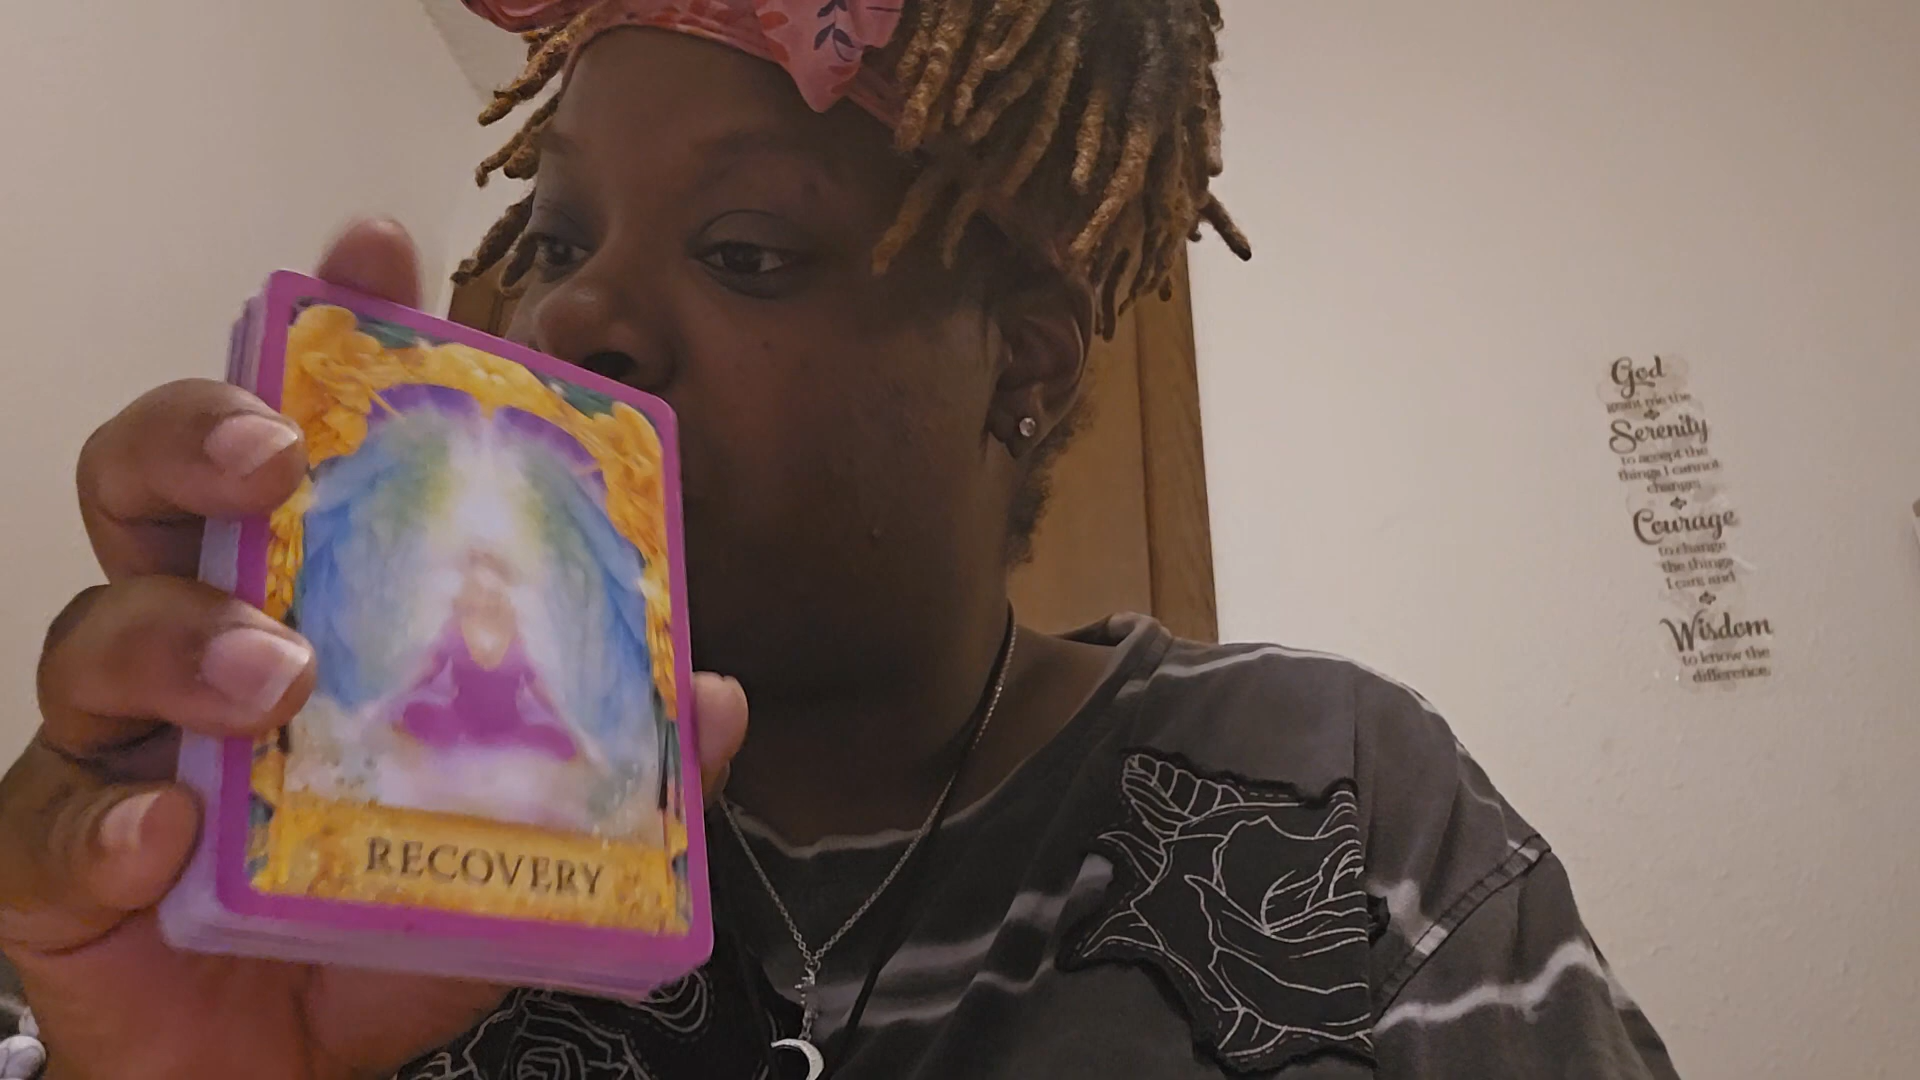 RECOVERY
God
grant me the
Serenity
to accept the
things I cannot
change,
Courage
to change
the things
I can; and
Wisdom
to know the
difference.